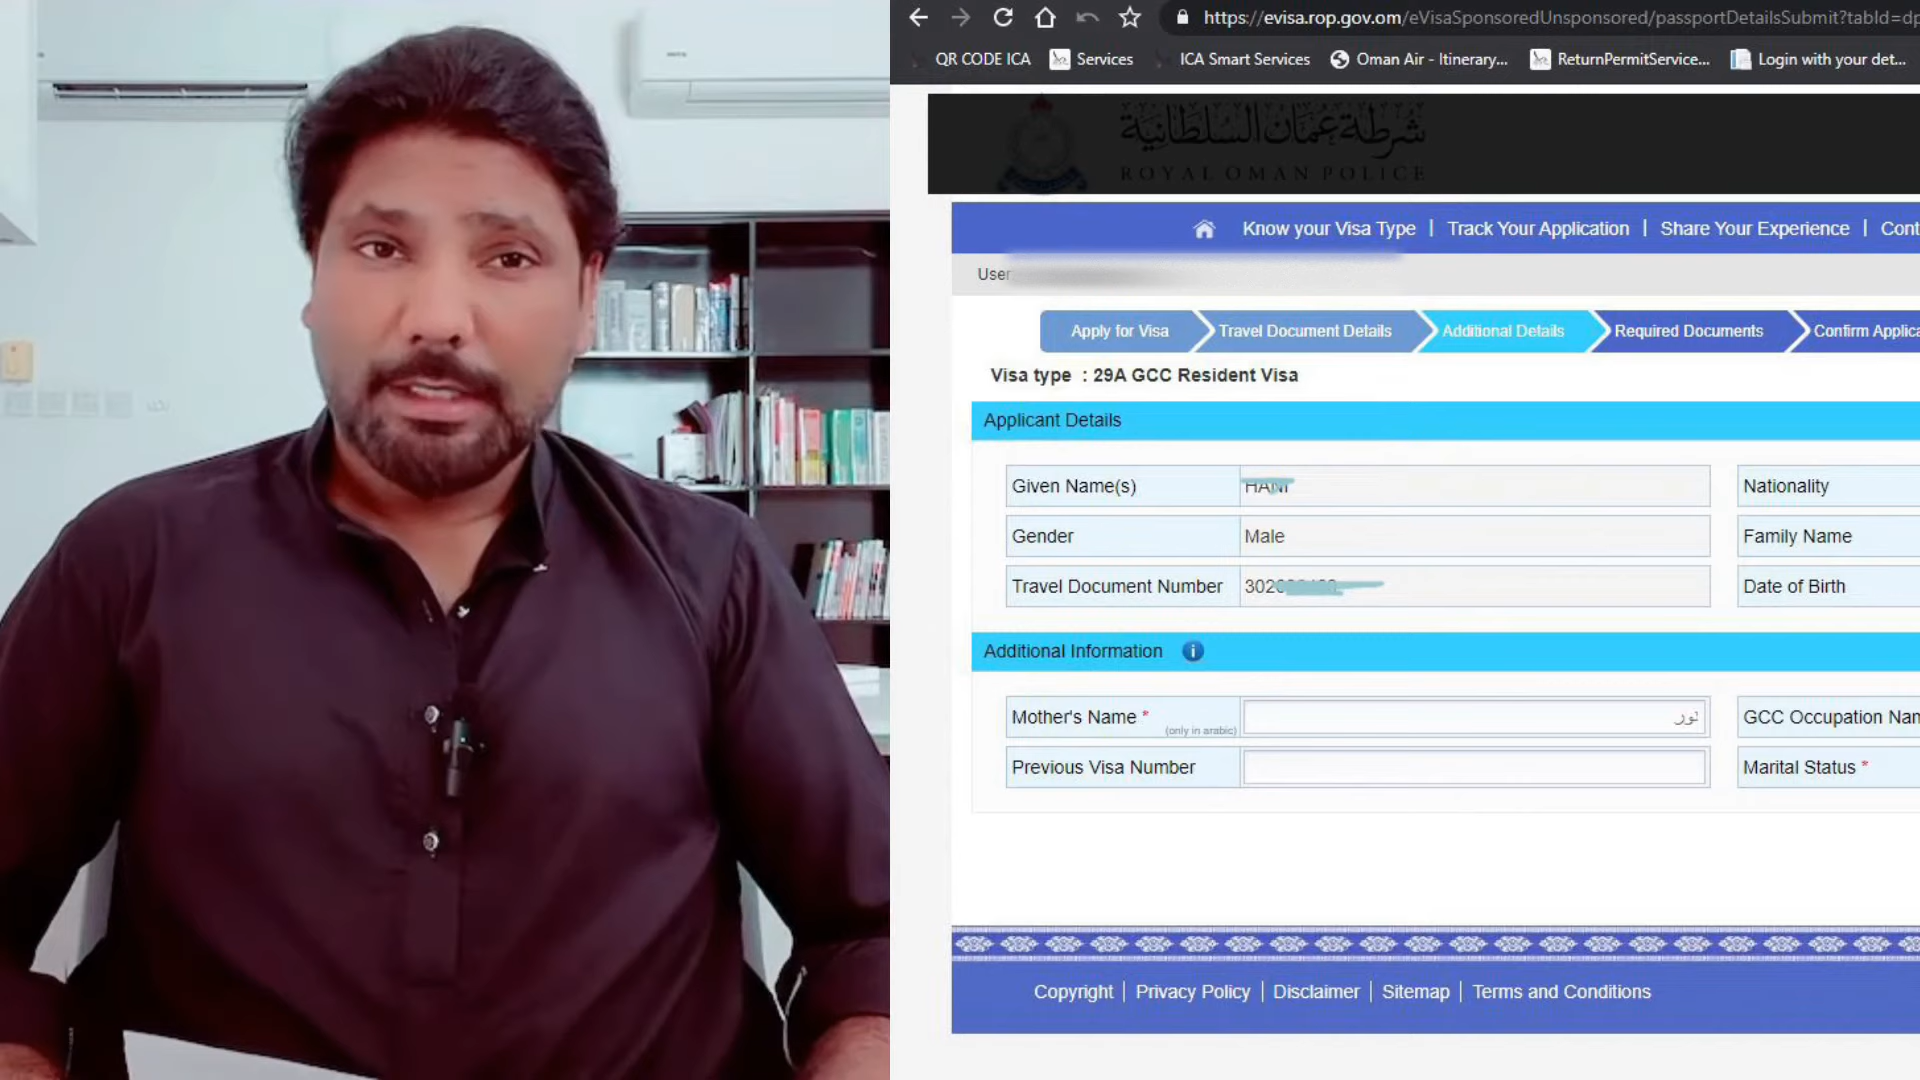 https://evisa.rop.gov.om/eVisaSponsoredUnsponsored/passportDetailsSubmit?tabId=dp
QR CODE ICA
Services
ICA Smart Services
Oman Air - Itinerary...
ReturnPermitService...
Login with your det...
شرطة عمان السلطانية
ROYAL OMAN POLICE
Know your Visa Type | Track Your Application | Share Your Experience | Cont
User
Apply for Visa
Travel Document Details
Additional Details
Required Documents
Confirm Applica
Visa type : 29A GCC Resident Visa
Applicant Details
Given Name(s)
Nationality
Gender
Male
Family Name
Travel Document Number
Date of Birth
Additional Information
Mother's Name *
(only in arabic)
نور
GCC Occupation Nam
Previous Visa Number
Marital Status *
Copyright | Privacy Policy | Disclaimer | Sitemap | Terms and Conditions